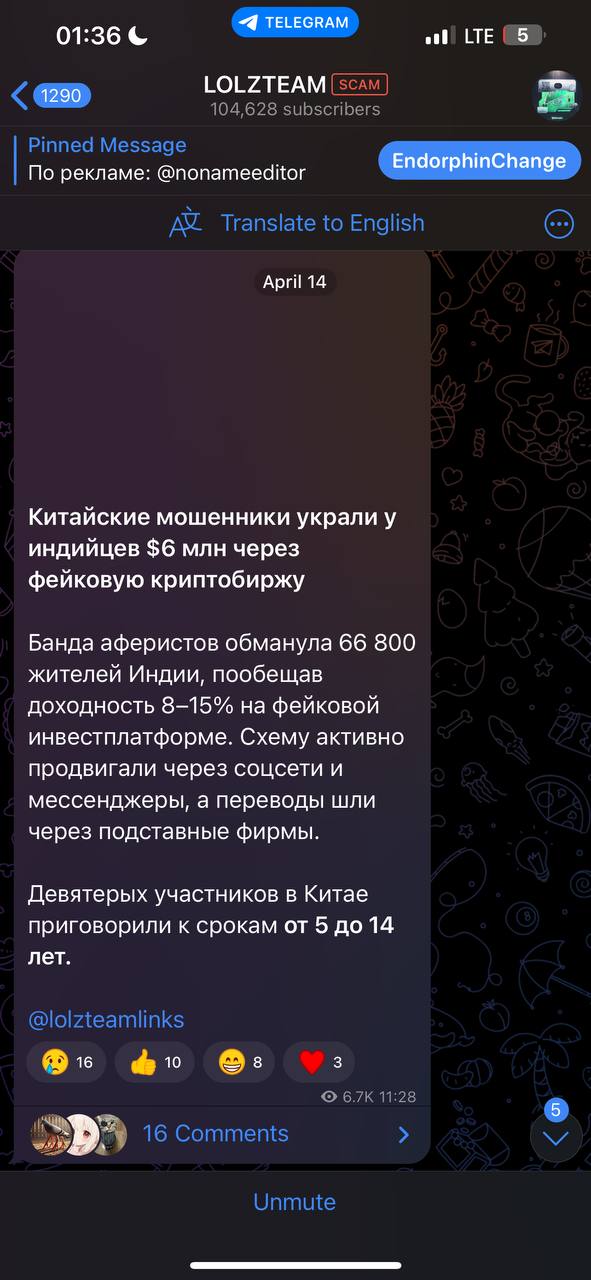 01:36
TELEGRAM
LTE
5
1290
LOLZTEAM SCAM
104,628 subscribers
Pinned Message
По рекламе: @nonameeditor
EndorphinChange
Translate to English
April 14
Китайские мошенники украли у
индийцев $6 млн через
фейковую криптобиржу
Банда аферистов обманула 66 800
жителей Индии, пообещав
доходность 8–15% на фейковой
инвестплатформе. Схему активно
продвигали через соцсети и
мессенджеры, а переводы шли
через подставные фирмы.
Девятерых участников в Китае
приговорили к срокам от 5 до 14
лет.
@lolzteamlinks
16 10 8 3
6.7K 11:28
16 Comments
5
Unmute